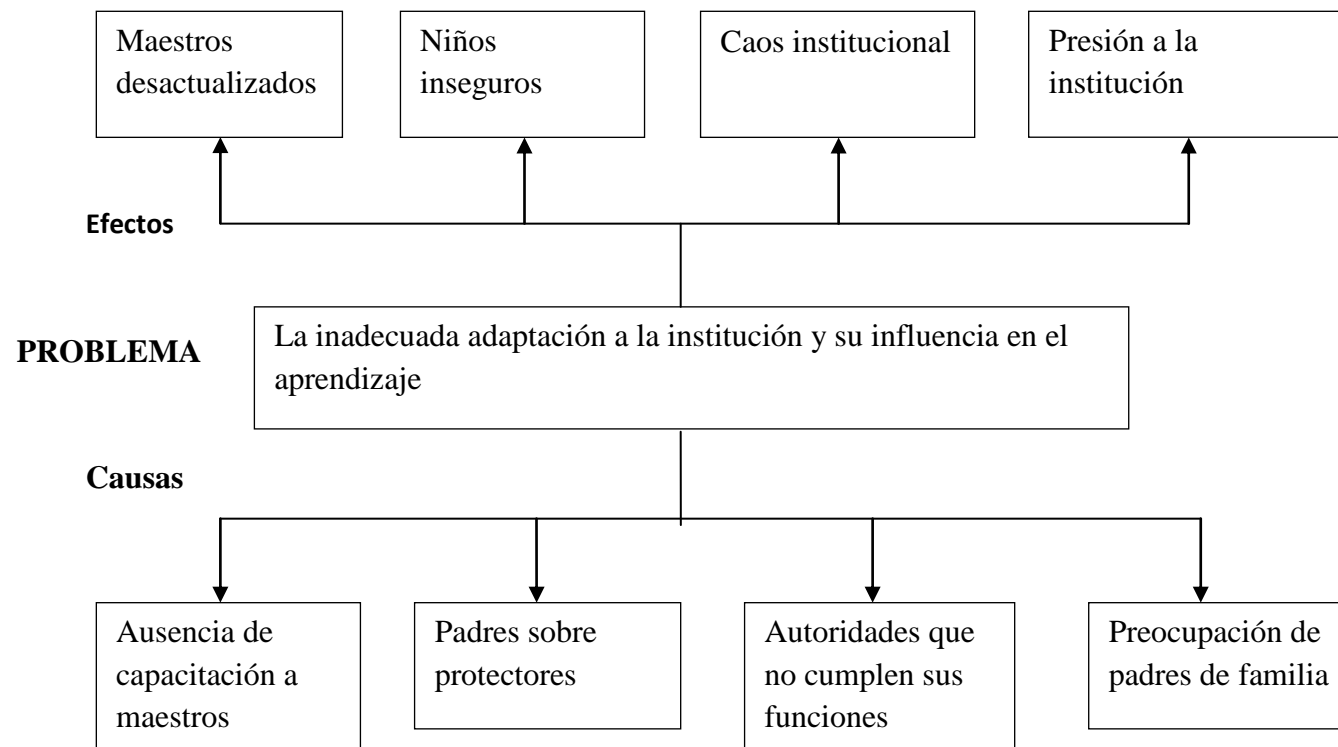 Maestros
desactualizados
Niños
inseguros
Caos institucional
Presión a la
institución
Efectos
PROBLEMA
La inadecuada adaptación a la institución y su influencia en el
aprendizaje
Causas
Ausencia de
capacitación a
maestros
Padres sobre
protectores
Autoridades que
no cumplen sus
funciones
Preocupación de
padres de familia